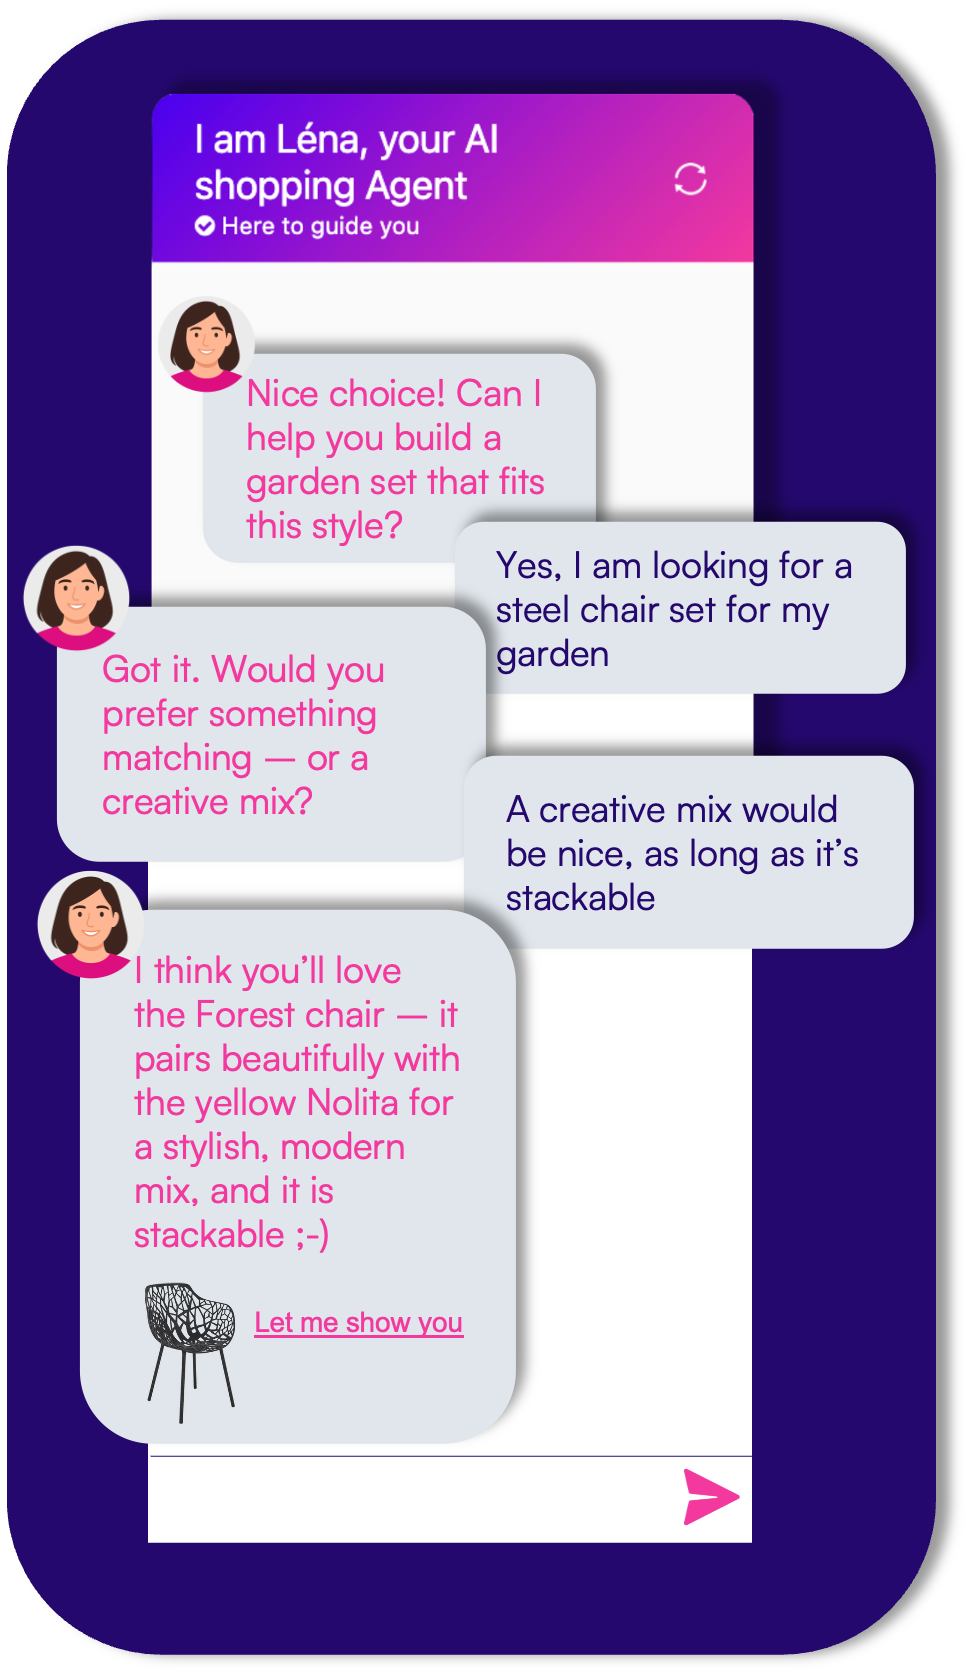 I am Léna, your AI
shopping Agent
Here to guide you
Nice choice! Can I
help you build a
garden set that fits
this style?
Yes, I am looking for a
steel chair set for my
garden
Got it. Would you
prefer something
matching — or a
creative mix?
A creative mix would
be nice, as long as it’s
stackable
I think you’ll love
the Forest chair — it
pairs beautifully with
the yellow Nolita for
a stylish, modern
mix, and it is
stackable ;-)
Let me show you